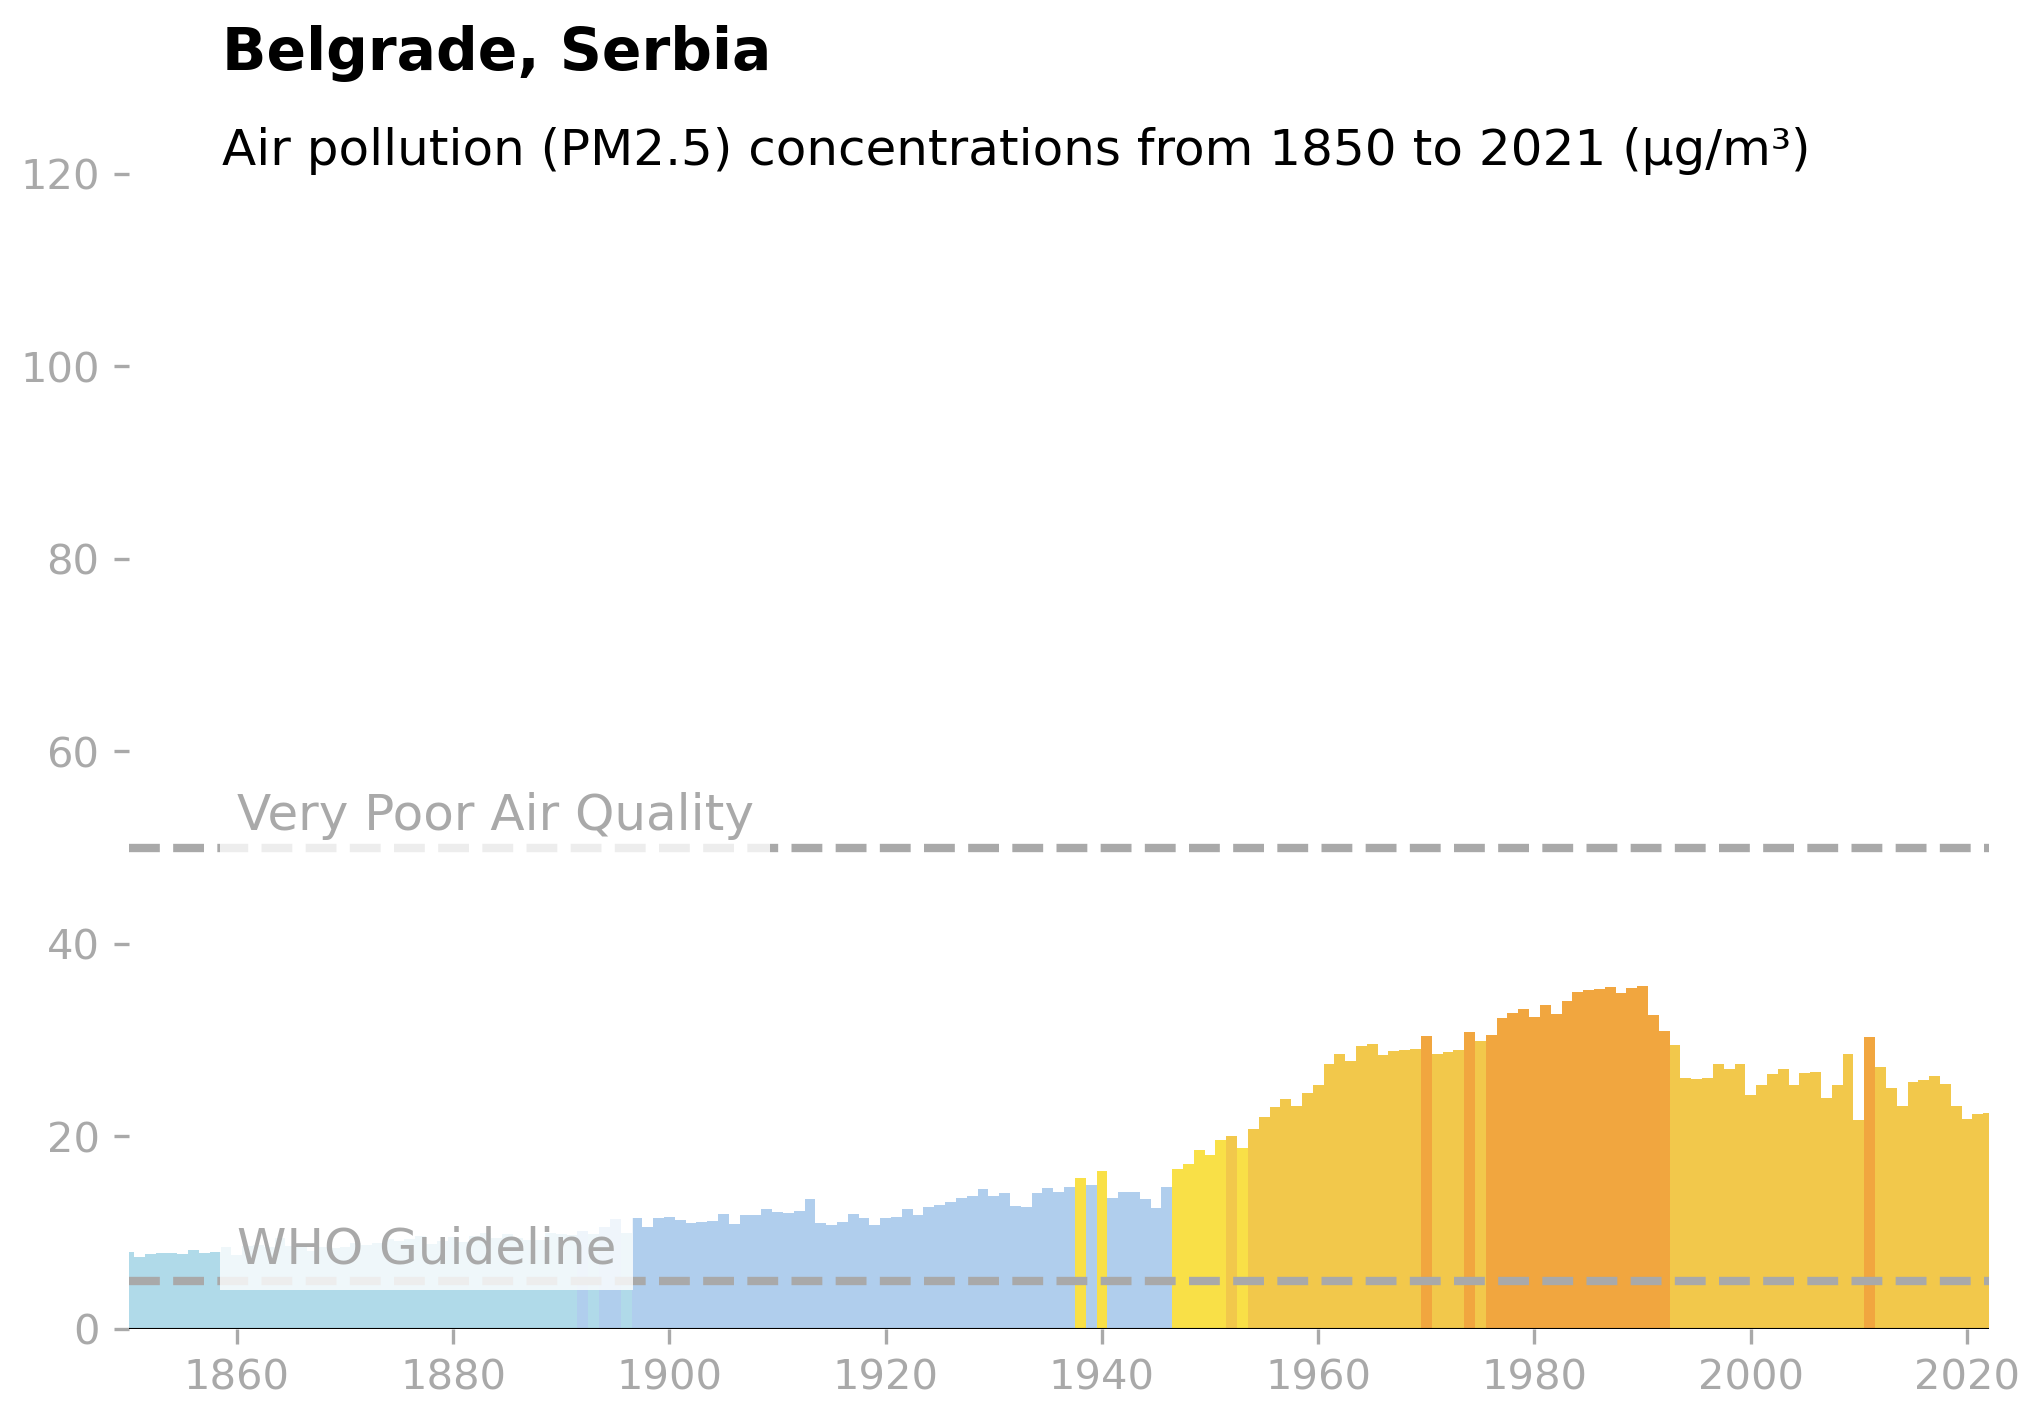 Belgrade, Serbia
Air pollution (PM2.5) concentrations from 1850 to 2021 (µg/m³)
120
100
80
60
Very Poor Air Quality
40
20
WHO Guideline
0
1860 1880 1900 1920 1940 1960 1980 2000 2020